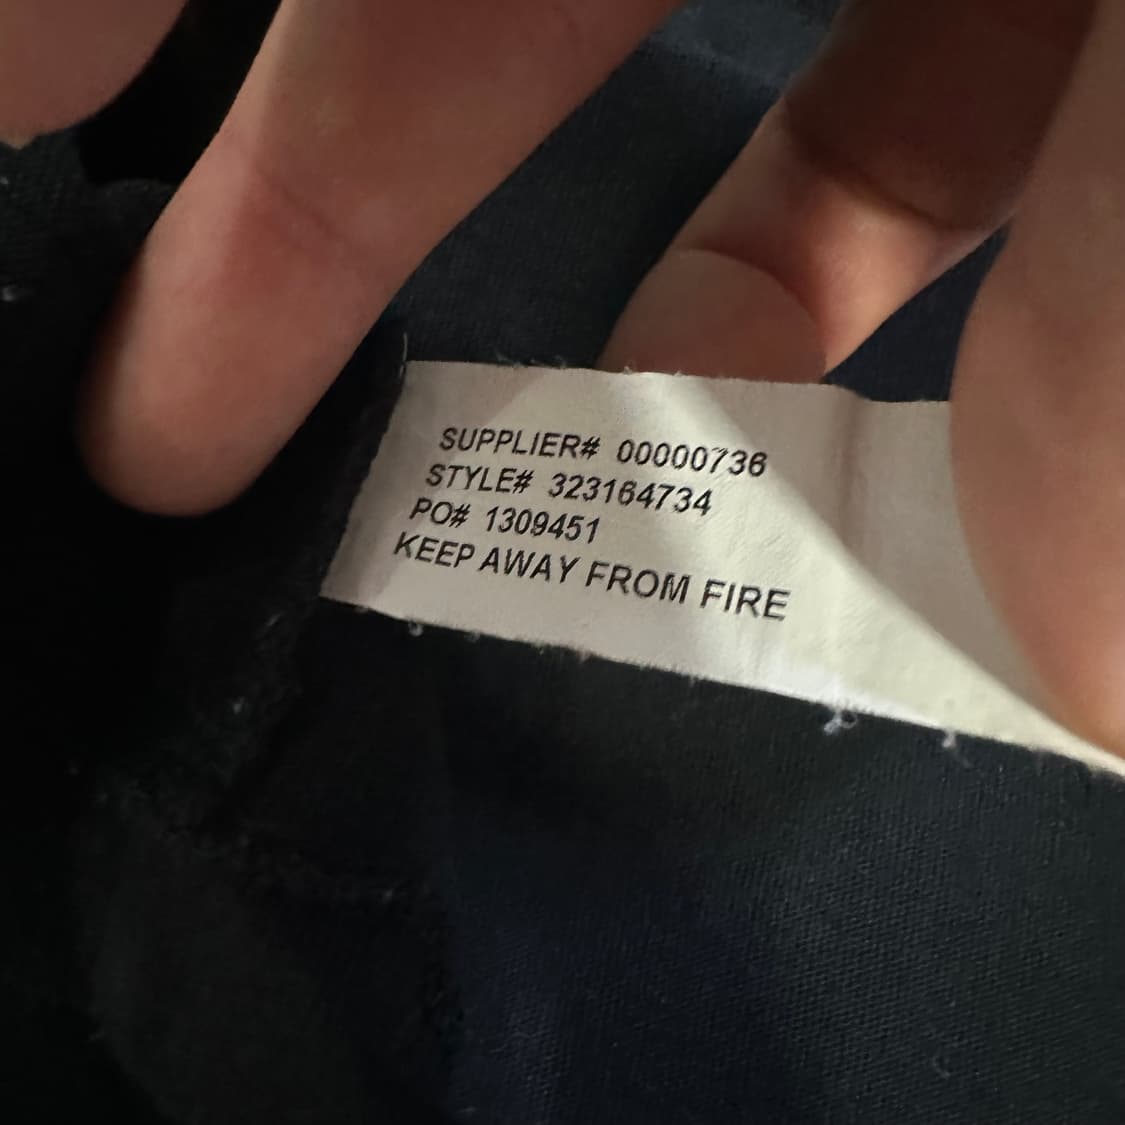 SUPPLIER# 00000736
STYLE# 323164734
PO# 1309451
KEEP AWAY FROM FIRE